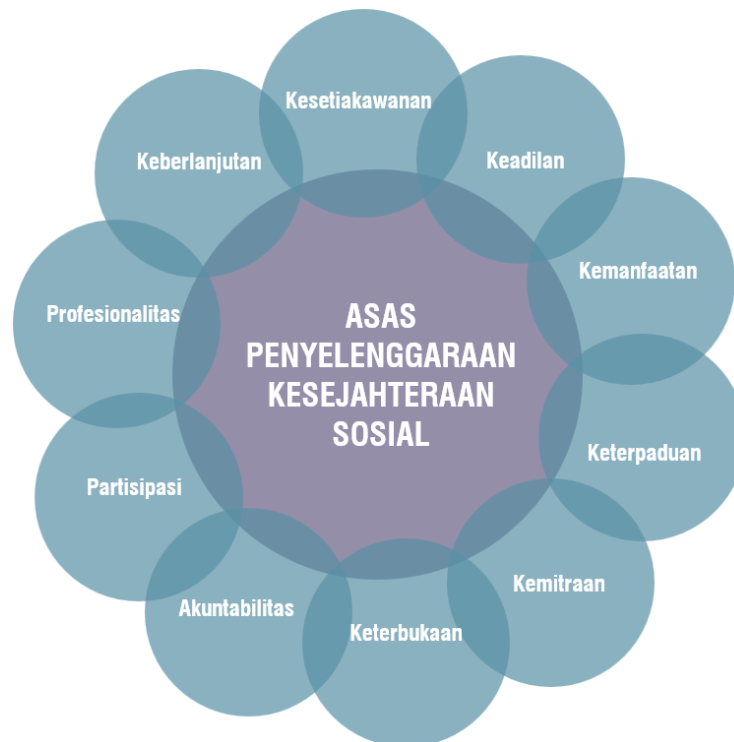 Kesetiakawanan
Keadilan
Kemanfaatan
Keterpaduan
Kemitraan
Keterbukaan
Akuntabilitas
Partisipasi
Profesionalitas
Keberlanjutan
ASAS
PENYELENGGARAAN
KESEJAHTERAAN
SOSIAL